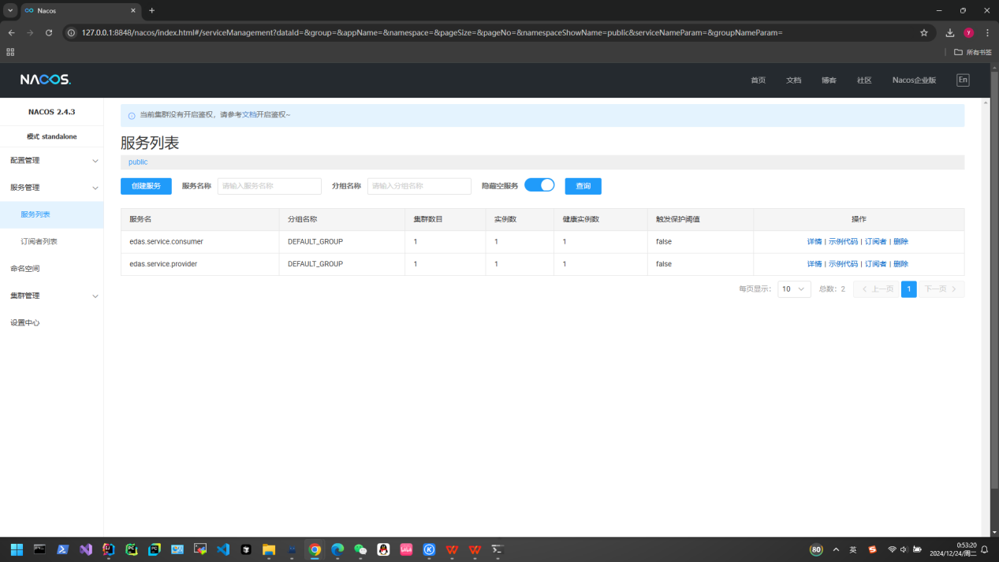 Nacos
127.0.0.1:8848/nacos/index.html#/serviceManagement?dataId=&group=&appName=&namespace=&pageSize=&pageNo=&namespaceShowName=public&serviceNameParam=&groupNameParam=
y
所有书签
NACOS.
首页 文档 博客 社区 Nacos企业版 En
NACOS 2.4.3
模式 standalone
配置管理
服务管理
服务列表
订阅者列表
命名空间
集群管理
设置中心
当前集群没有开启鉴权，请参考文档开启鉴权~
服务列表
public
创建服务 服务名称 请输入服务名称 分组名称 请输入分组名称 隐藏空服务 查询
服务名 分组名称 集群数目 实例数 健康实例数 触发保护阈值 操作
edas.service.consumer DEFAULT_GROUP 1 1 1 false 详情 | 示例代码 | 订阅者 | 删除
edas.service.provider DEFAULT_GROUP 1 1 1 false 详情 | 示例代码 | 订阅者 | 删除
每页显示： 10 总数：2 上一页 1 下一页
80 英 0:53:20
2024/12/24/周二